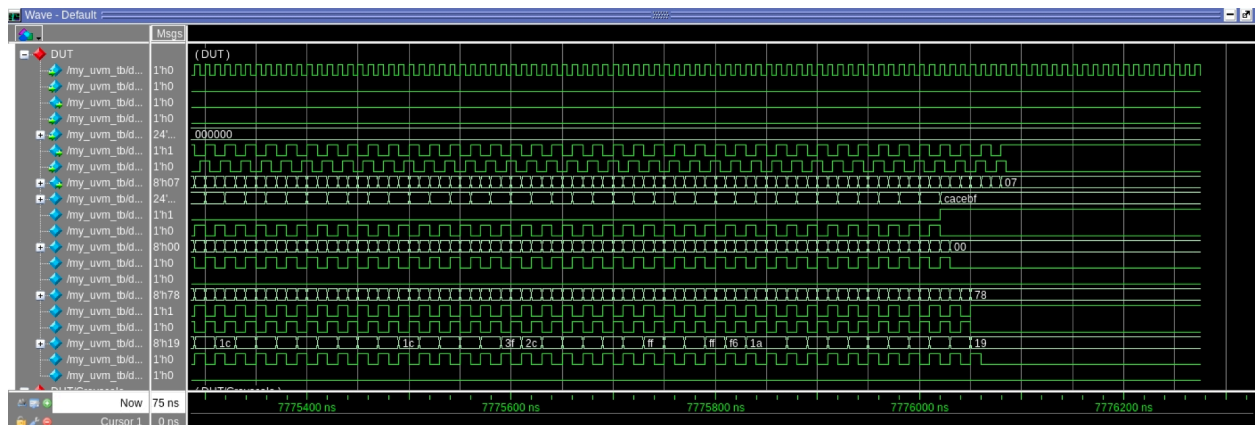 Wave - Default
Msgs
DUT (DUT)
/my_uvm_tb/d... 1'h0
/my_uvm_tb/d... 1'h0
/my_uvm_tb/d... 1'h0
/my_uvm_tb/d... 1'h0
/my_uvm_tb/d... 24'... 000000
/my_uvm_tb/d... 1'h1
/my_uvm_tb/d... 1'h0
/my_uvm_tb/d... 8'h07 07
/my_uvm_tb/d... 24'... cacebf
/my_uvm_tb/d... 1'h1
/my_uvm_tb/d... 1'h0
/my_uvm_tb/d... 8'h00 00
/my_uvm_tb/d... 1'h0
/my_uvm_tb/d... 1'h0
/my_uvm_tb/d... 8'h78 78
/my_uvm_tb/d... 1'h1
/my_uvm_tb/d... 1'h0
/my_uvm_tb/d... 8'h19 1c 1c 3f 2c ff ff f6 1a 19
/my_uvm_tb/d... 1'h0
/my_uvm_tb/d... 1'h0
Now 75 ns 7775400 ns 7775600 ns 7775800 ns 7776000 ns 7776200 ns
Cursor 1 0 ns